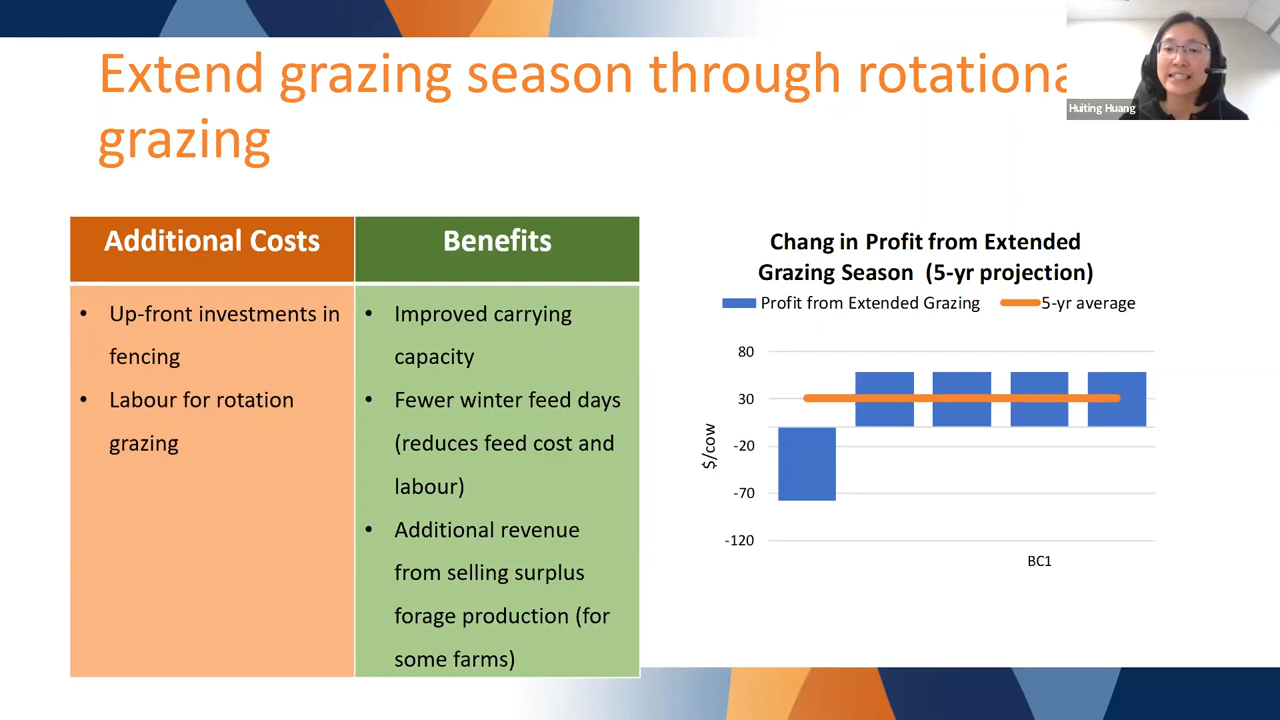 Extend grazing season through rotationa
grazing
Huiting Huang
Additional Costs
Benefits
• Up-front investments in
fencing
• Labour for rotation
grazing
• Improved carrying
capacity
• Fewer winter feed days
(reduces feed cost and
labour)
• Additional revenue
from selling surplus
forage production (for
some farms)
Chang in Profit from Extended
Grazing Season (5-yr projection)
Profit from Extended Grazing
5-yr average
80
30
-20
-70
-120
$/cow
BC1